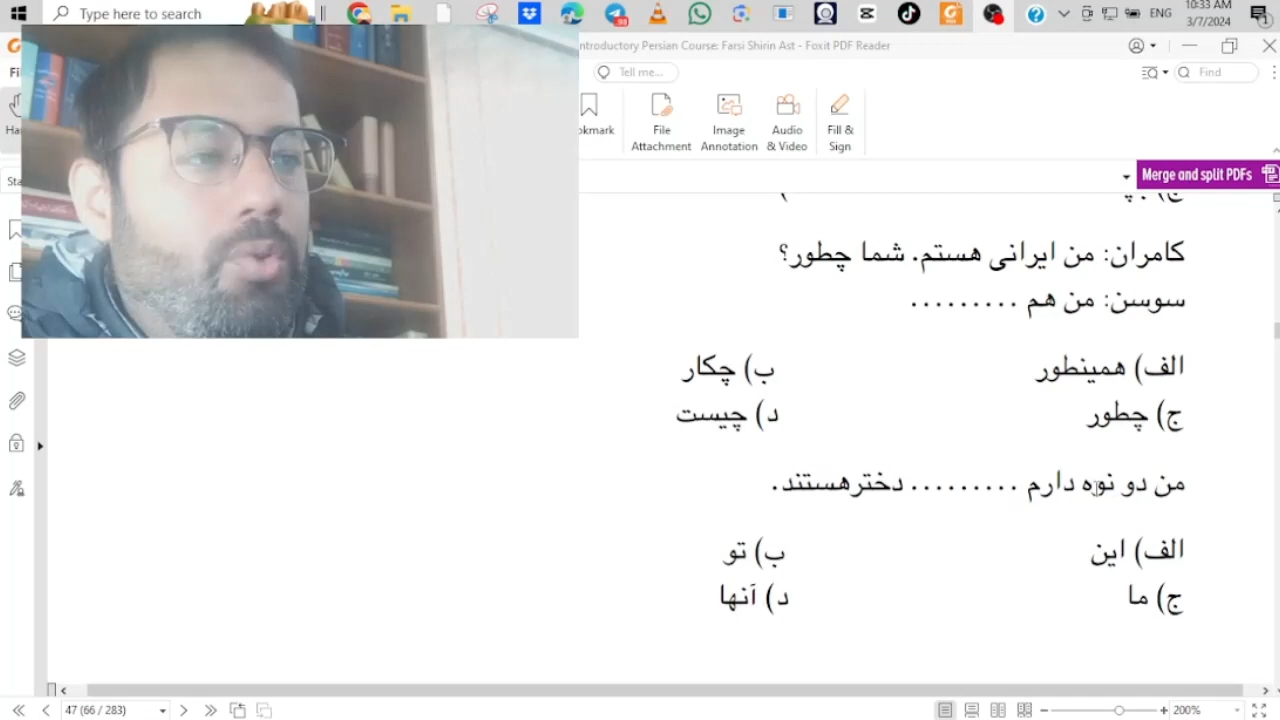 Type here to search
ENG
10:33 AM
3/7/2024
ntroductory Persian Course: Farsi Shirin Ast - Foxit PDF Reader
Tell me...
Find
File
Attachment
Image
Annotation
Audio
& Video
Fill &
Sign
Merge and split PDFs
کامران: من ایرانی هستم. شما چطور؟
سوسن: من هم .........
الف) همینطور ب) چکار
ج) چطور د) چیست
من دو نوه دارم ......... دخترهستند.
الف) این ب) تو
ج) ما د) آنها
47 (66 / 283)
200%